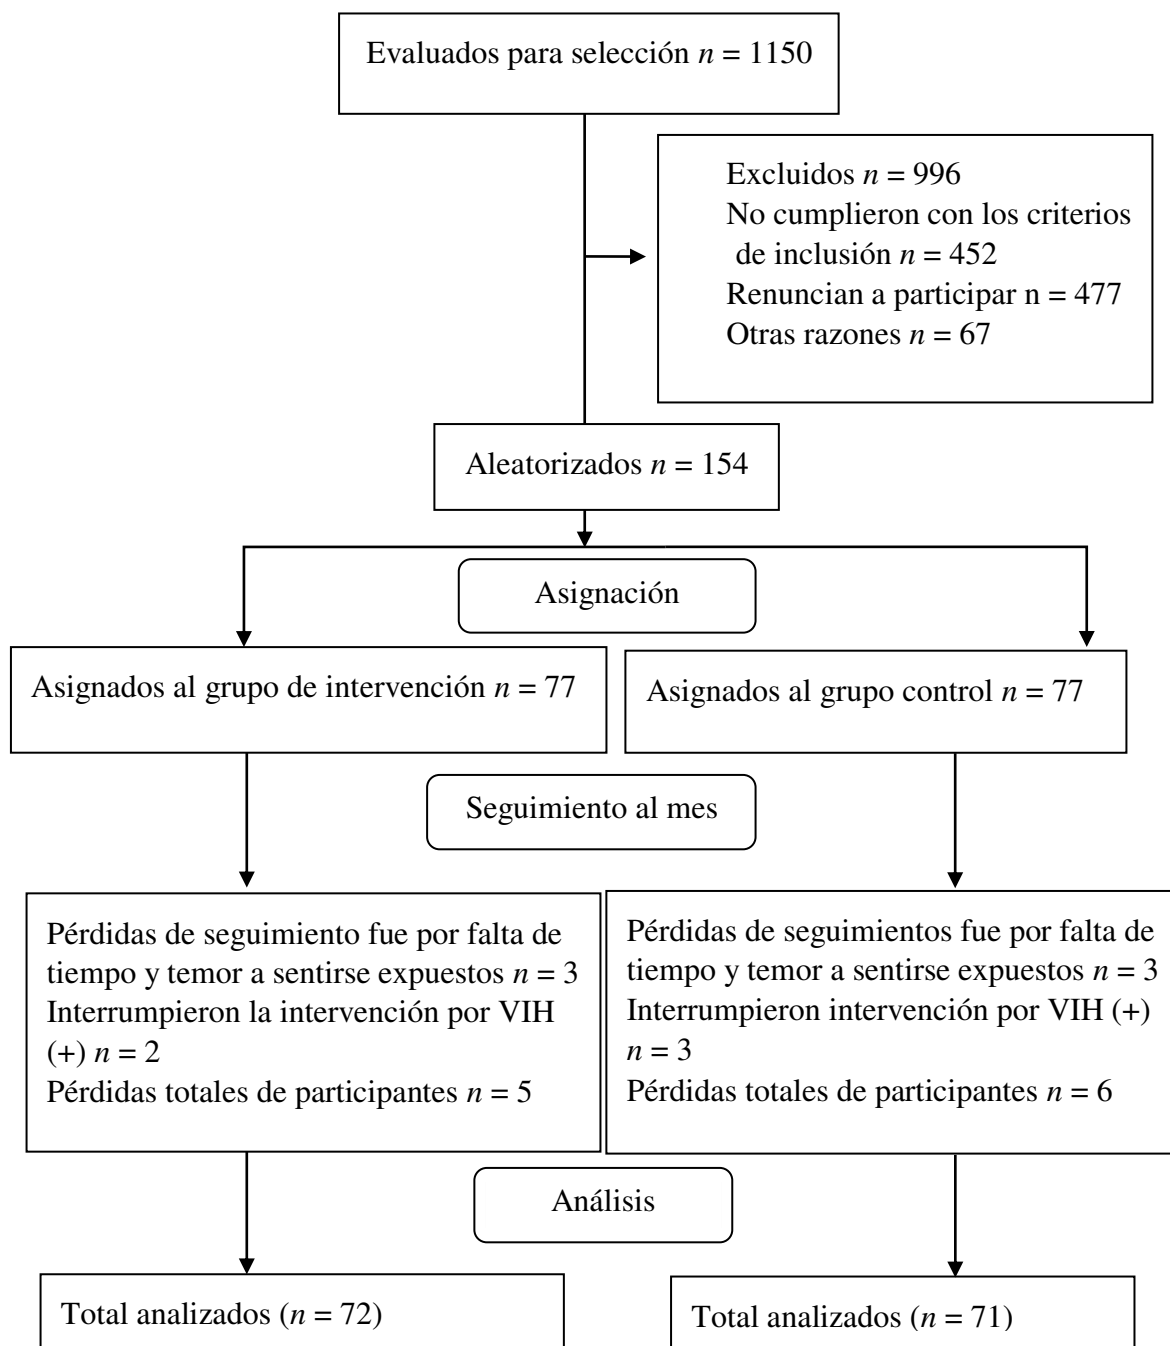 Evaluados para selección n = 1150
Excluidos n = 996
No cumplieron con los criterios
de inclusión n = 452
Renuncian a participar n = 477
Otras razones n = 67
Aleatorizados n = 154
Asignación
Asignados al grupo de intervención n = 77
Asignados al grupo control n = 77
Seguimiento al mes
Pérdidas de seguimiento fue por falta de
tiempo y temor a sentirse expuestos n = 3
Interrumpieron la intervención por VIH
(+) n = 2
Pérdidas totales de participantes n = 5
Pérdidas de seguimientos fue por falta de
tiempo y temor a sentirse expuestos n = 3
Interrumpieron intervención por VIH (+)
n = 3
Pérdidas totales de participantes n = 6
Análisis
Total analizados (n = 72)
Total analizados (n = 71)